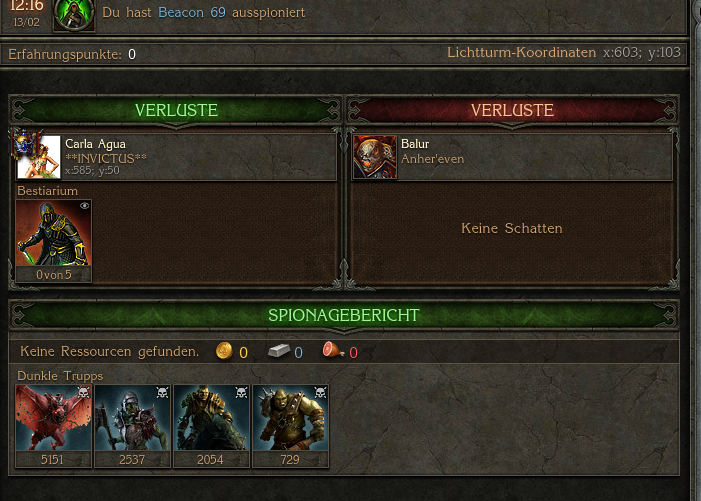 12:16
13/02
Du hast Beacon 69 ausspioniert
Erfahrungspunkte: 0
Lichtturm-Koordinaten x:603; y:103
VERLUSTE
VERLUSTE
Carla Agua
**INVICTUS**
x:585; y:50
Balur
Anher'even
Bestiarium
0 von 5
Keine Schatten
SPIONAGEBERICHT
Keine Ressourcen gefunden. 0 0 0
Dunkle Trupps
5151 2537 2054 729